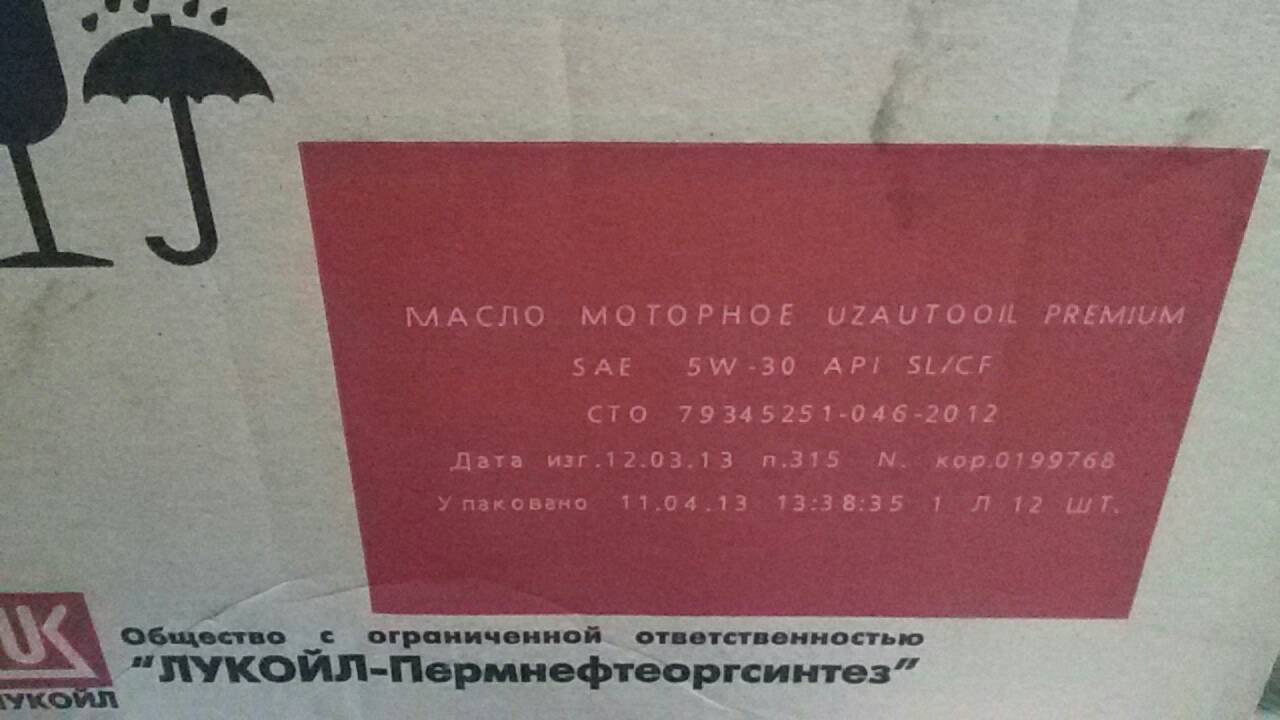 МАСЛО МОТОРНОЕ UZAUTOOIL PREMIUM
SAE 5W-30 API SL/CF
СТО 79345251-046-2012
Дата изг.12.03.13 п.315 N. кор.0199768
Упаковано 11.04.13 13:38:35 1 Л 12 ШТ.
Общество с ограниченной ответственностью
"ЛУКОЙЛ-Пермнефтеоргсинтез"
ЛУКОЙЛ